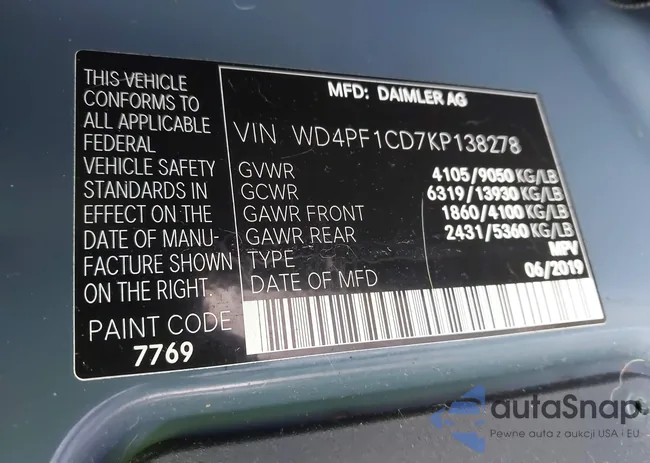 THIS VEHICLE
CONFORMS TO
ALL APPLICABLE
FEDERAL
VEHICLE SAFETY
STANDARDS IN
EFFECT ON THE
DATE OF MANU-
FACTURE SHOWN
ON THE RIGHT.
PAINT CODE
7769
MFD: DAIMLER AG
VIN WD4PF1CD7KP138278
GVWR 4105/9050 KG/LB
GCWR 6319/13930 KG/LB
GAWR FRONT 1860/4100 KG/LB
GAWR REAR 2431/5360 KG/LB
TYPE MPV
DATE OF MFD 06/2019
autaSnap
Pewne auta z aukcji USA i EU